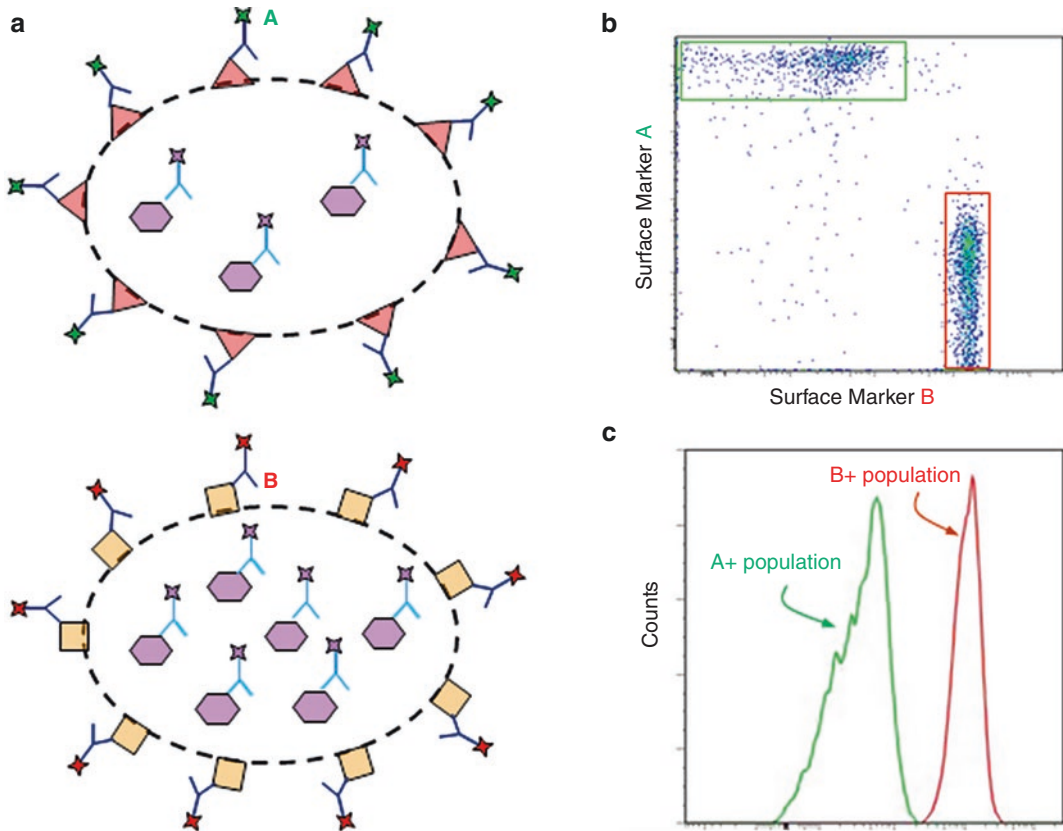 a
A
B
b
Surface Marker A
Surface Marker B
c
B+ population
A+ population
Counts